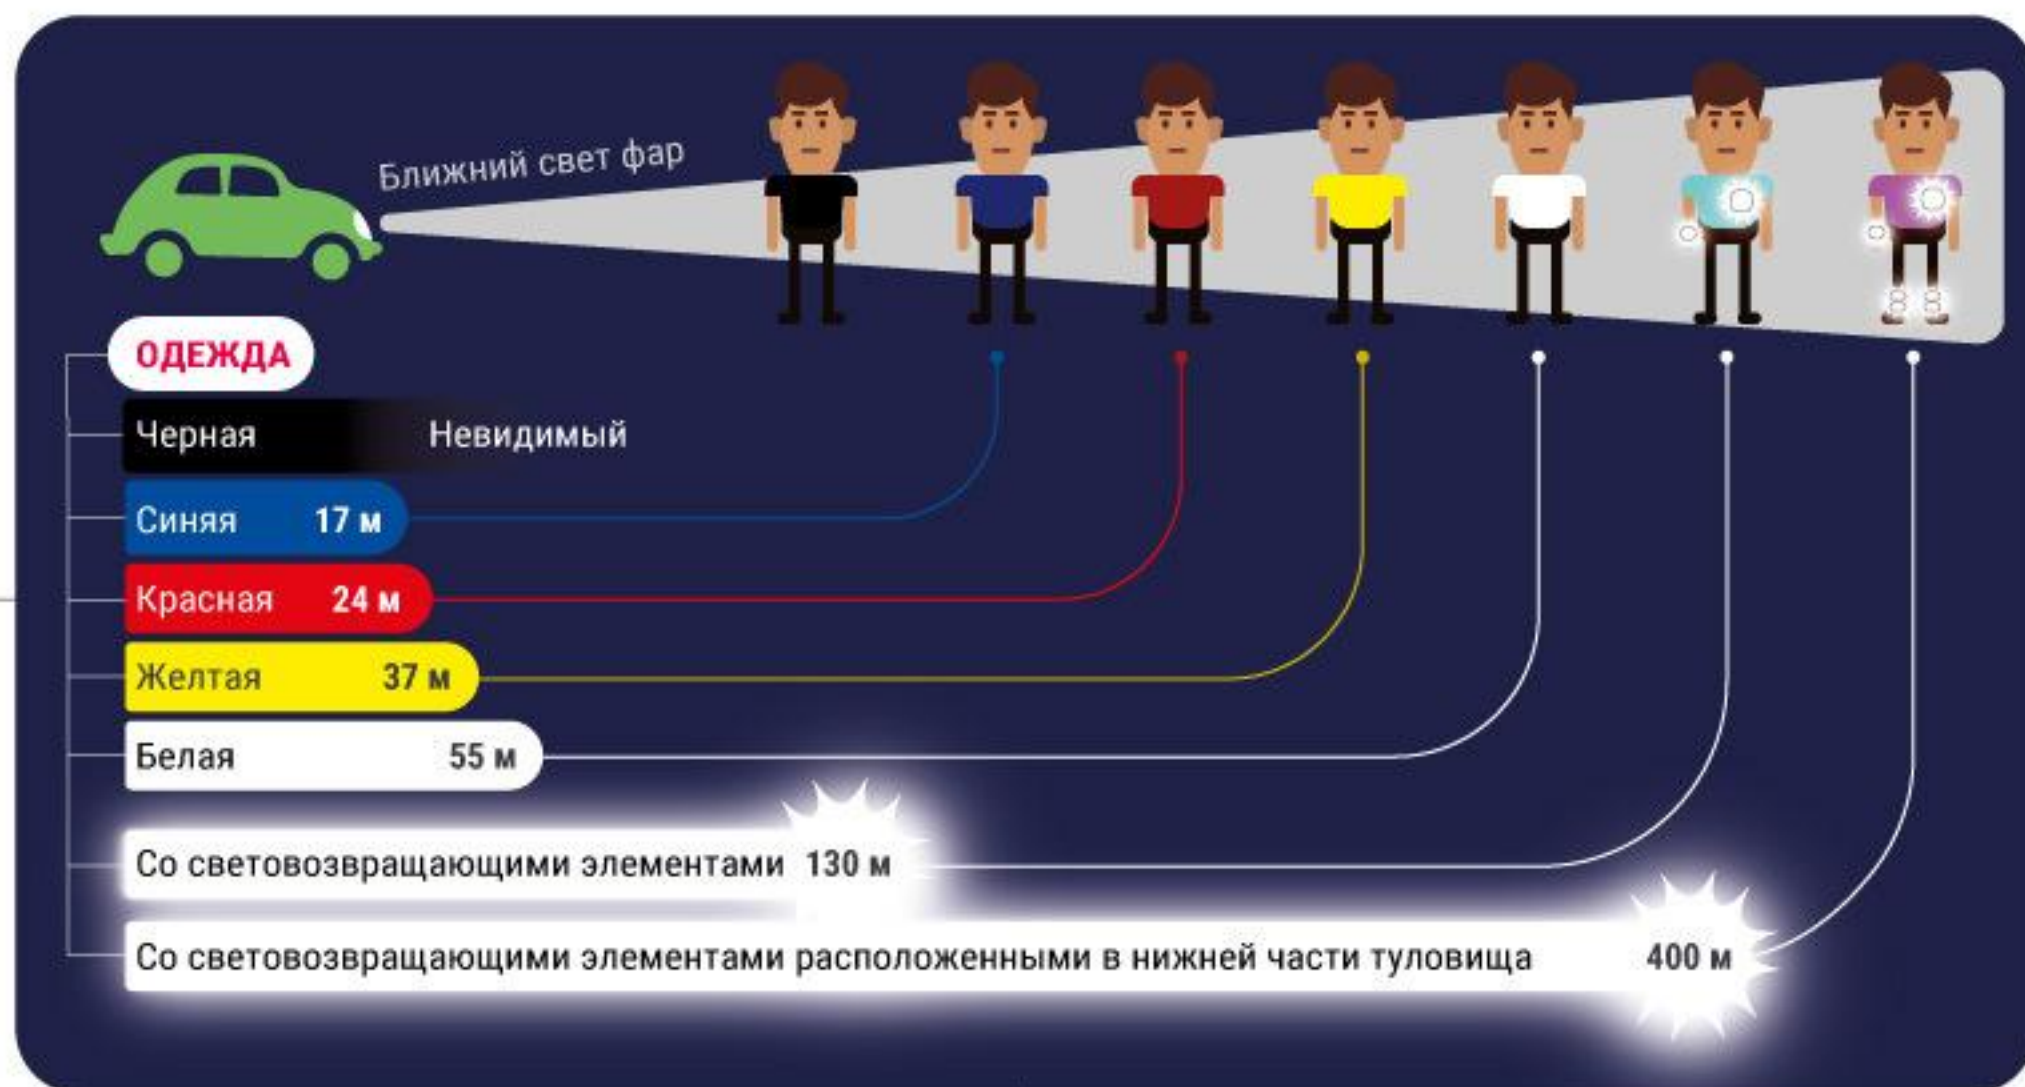 Ближний свет фар
ОДЕЖДА
Черная Невидимый
Синяя 17 м
Красная 24 м
Желтая 37 м
Белая 55 м
Со световозвращающими элементами 130 м
Со световозвращающими элементами расположенными в нижней части туловища 400 м